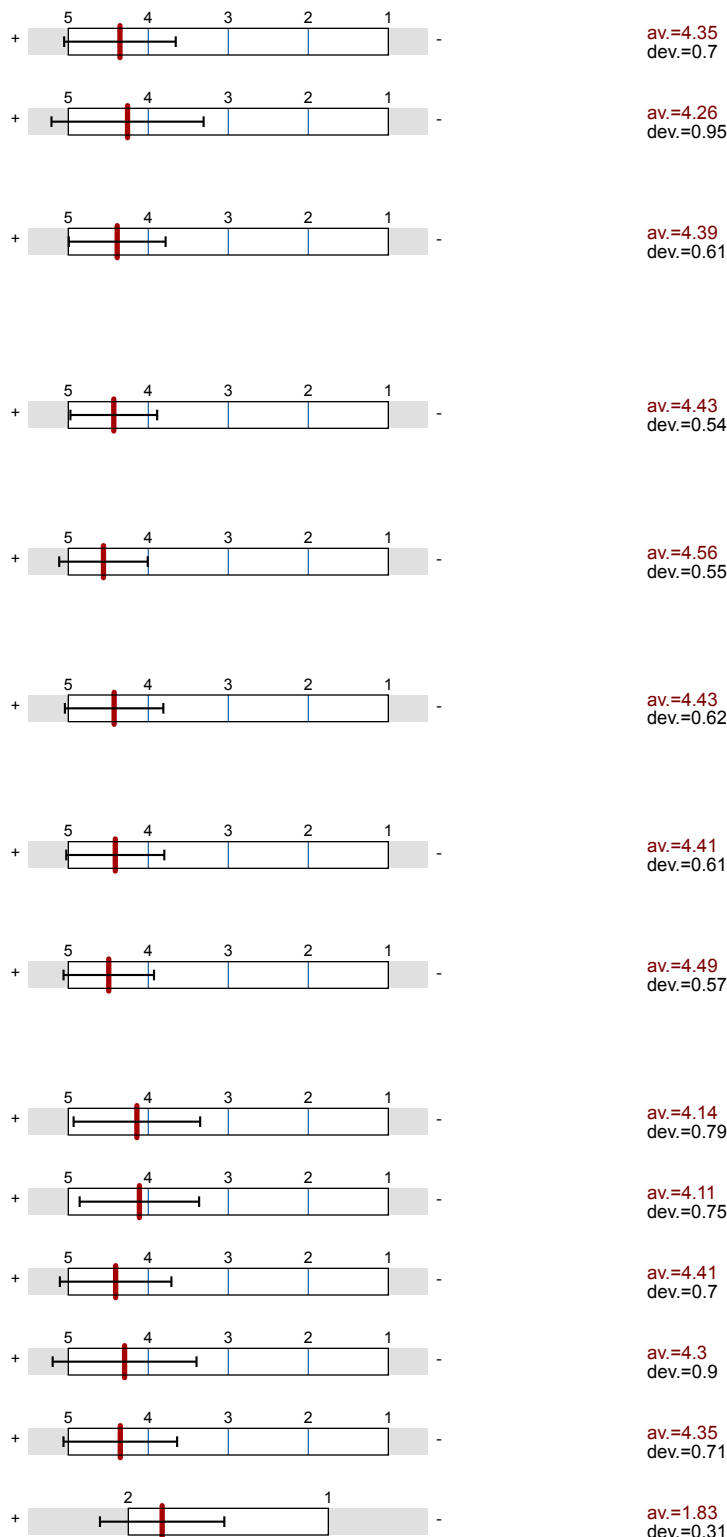 5 4 3 2 1
+ - av.=4.35
dev.=0.7
5 4 3 2 1
+ - av.=4.26
dev.=0.95
5 4 3 2 1
+ - av.=4.39
dev.=0.61
5 4 3 2 1
+ - av.=4.43
dev.=0.54
5 4 3 2 1
+ - av.=4.56
dev.=0.55
5 4 3 2 1
+ - av.=4.43
dev.=0.62
5 4 3 2 1
+ - av.=4.41
dev.=0.61
5 4 3 2 1
+ - av.=4.49
dev.=0.57
5 4 3 2 1
+ - av.=4.14
dev.=0.79
5 4 3 2 1
+ - av.=4.11
dev.=0.75
5 4 3 2 1
+ - av.=4.41
dev.=0.7
5 4 3 2 1
+ - av.=4.3
dev.=0.9
5 4 3 2 1
+ - av.=4.35
dev.=0.71
2 1
+ - av.=1.83
dev.=0.31